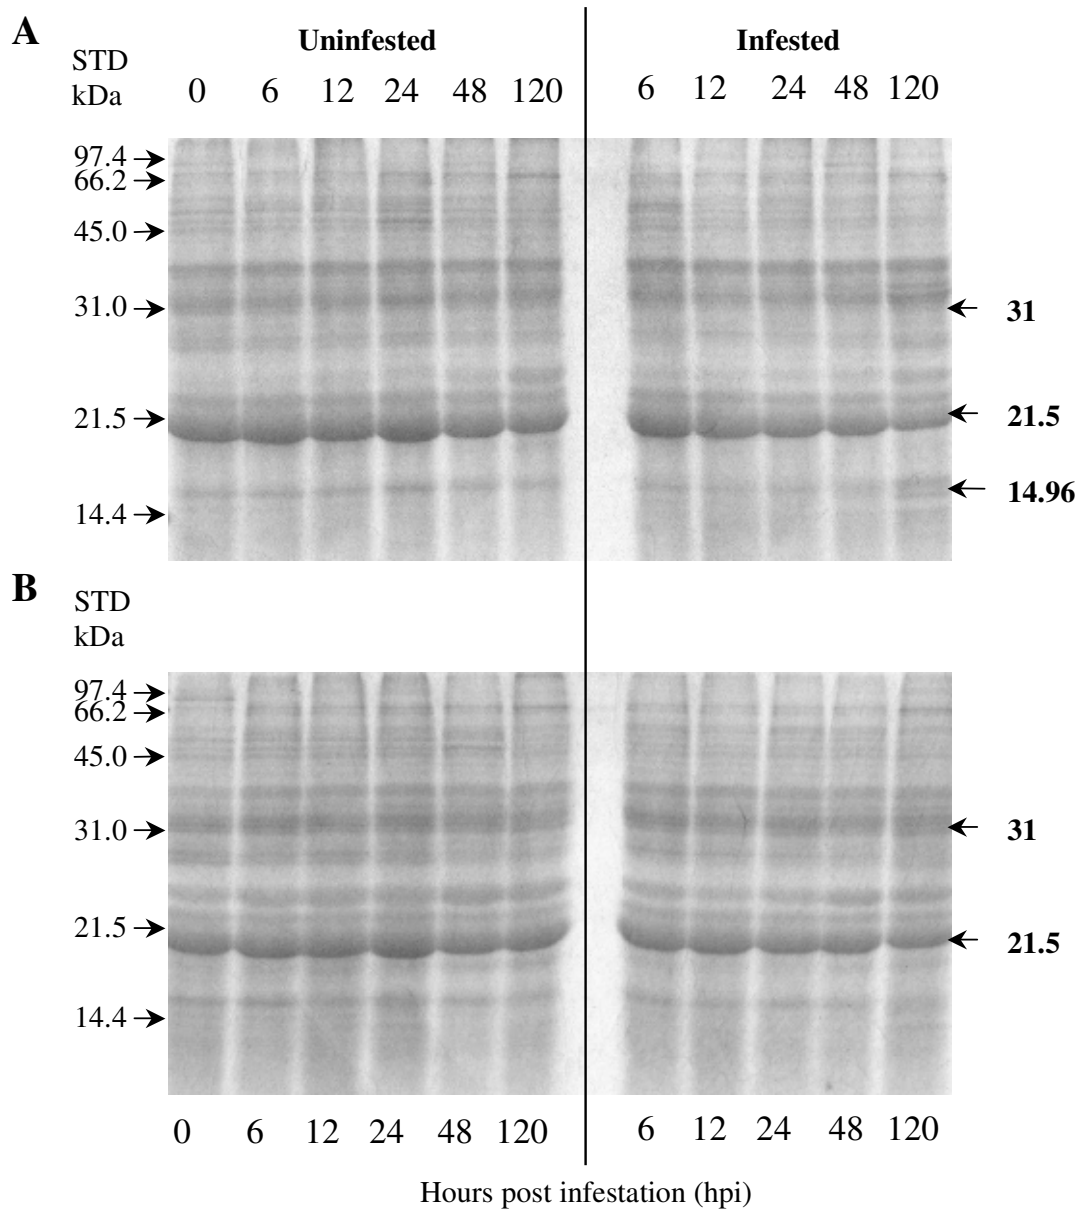 A
Uninfested
Infested
STD
kDa
0 6 12 24 48 120
6 12 24 48 120
97.4
66.2
45.0
31.0
21.5
14.4
31
21.5
14.96
B
STD
kDa
97.4
66.2
45.0
31.0
21.5
14.4
31
21.5
0 6 12 24 48 120
6 12 24 48 120
Hours post infestation (hpi)